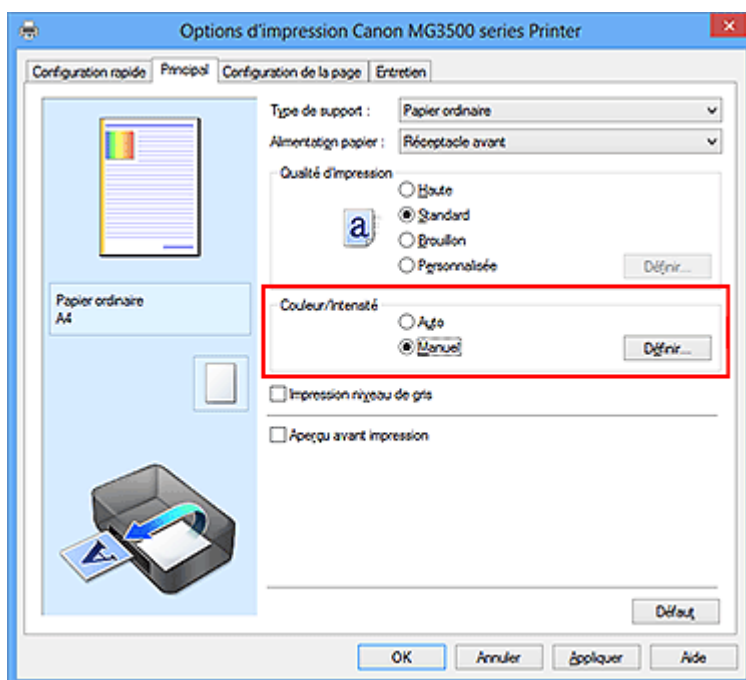 Options d'impression Canon MG3500 series Printer
Configuration rapide Principal Configuration de la page Entretien
Type de support : Papier ordinaire
Alimentation papier : Réceptacle avant
Qualité d'impression
Haute
a Standard
Brouillon
Personnalisée Définir...
Papier ordinaire
A4
Couleur/Intensité
Auto
Manuel Définir...
Impression niveau de gris
Aperçu avant impression
A
Défaut
OK Annuler Appliquer Aide